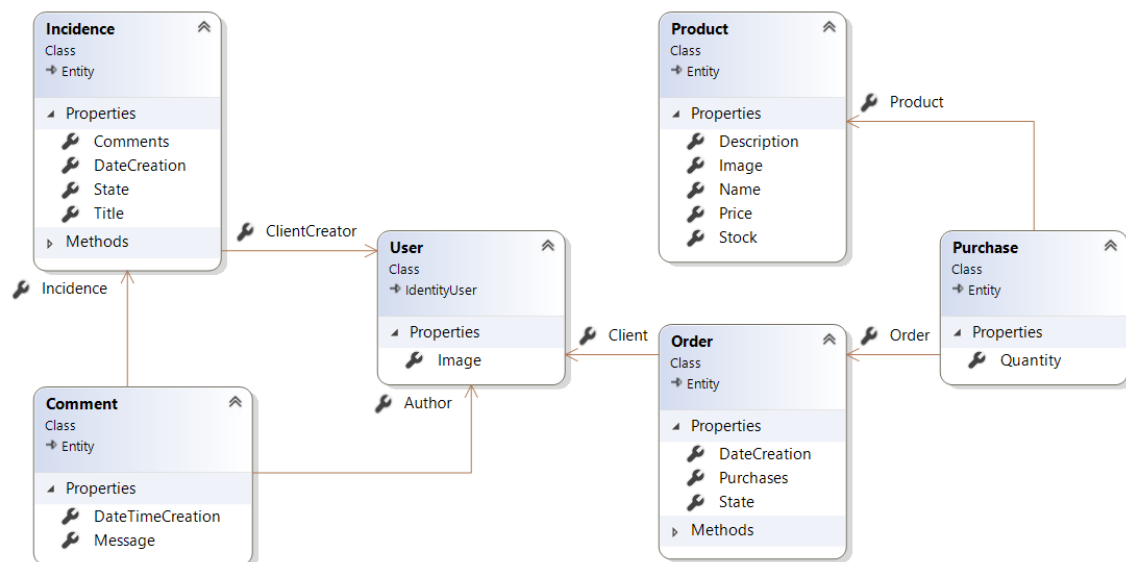 Incidence
Class
Entity
Properties
Comments
DateCreation
State
Title
Methods
ClientCreator
Incidence
Comment
Class
Entity
Properties
DateTimeCreation
Message
User
Class
IdentityUser
Properties
Image
Author
Client
Product
Class
Entity
Properties
Description
Image
Name
Price
Stock
Product
Order
Class
Entity
Properties
DateCreation
Purchases
State
Methods
Order
Purchase
Class
Entity
Properties
Quantity